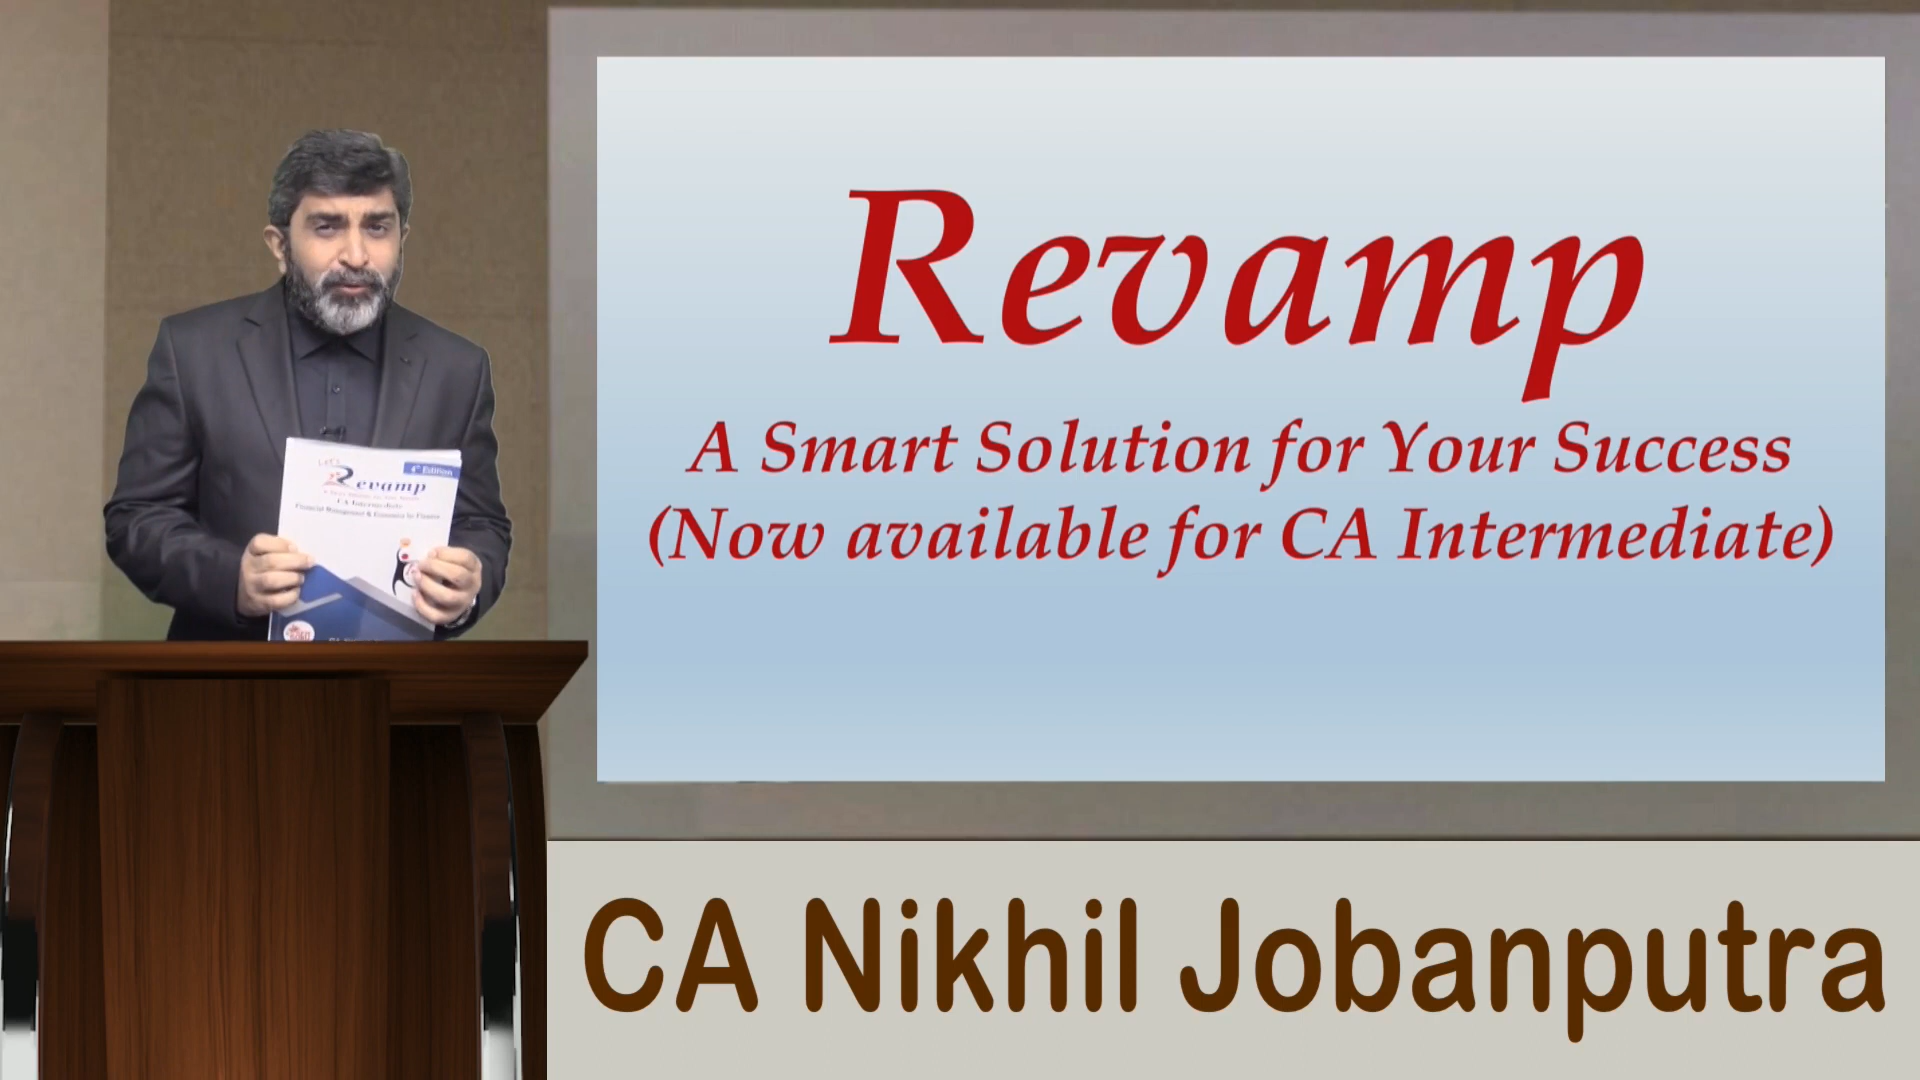 Revamp
A Smart Solution for Your Success
(Now available for CA Intermediate)
Let's
4th Edition
Revamp
CA Intermediate
Financial Management & Economics for Finance
CA Nikhil Jobanputra